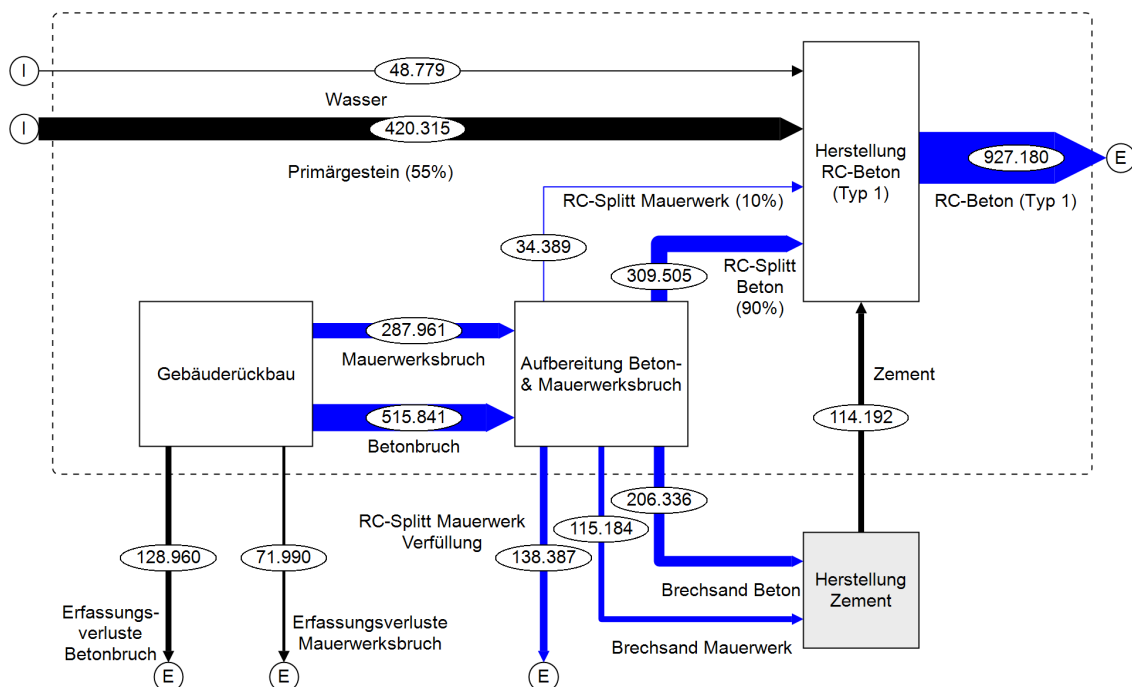 I
48.779
Wasser
I
420.315
Primärgestein (55%)
Herstellung
RC-Beton
(Typ 1)
927.180
E
RC-Beton (Typ 1)
RC-Splitt Mauerwerk (10%)
34.389
309.505
RC-Splitt
Beton
(90%)
Gebäuderückbau
287.961
Mauerwerksbruch
515.841
Betonbruch
Aufbereitung Beton-
& Mauerwerksbruch
Zement
114.192
128.960
Erfassungs-
verluste
Betonbruch
E
71.990
Erfassungsverluste
Mauerwerksbruch
E
RC-Splitt Mauerwerk
Verfüllung
138.387
E
115.184
206.336
Brechsand Beton
Brechsand Mauerwerk
Herstellung
Zement